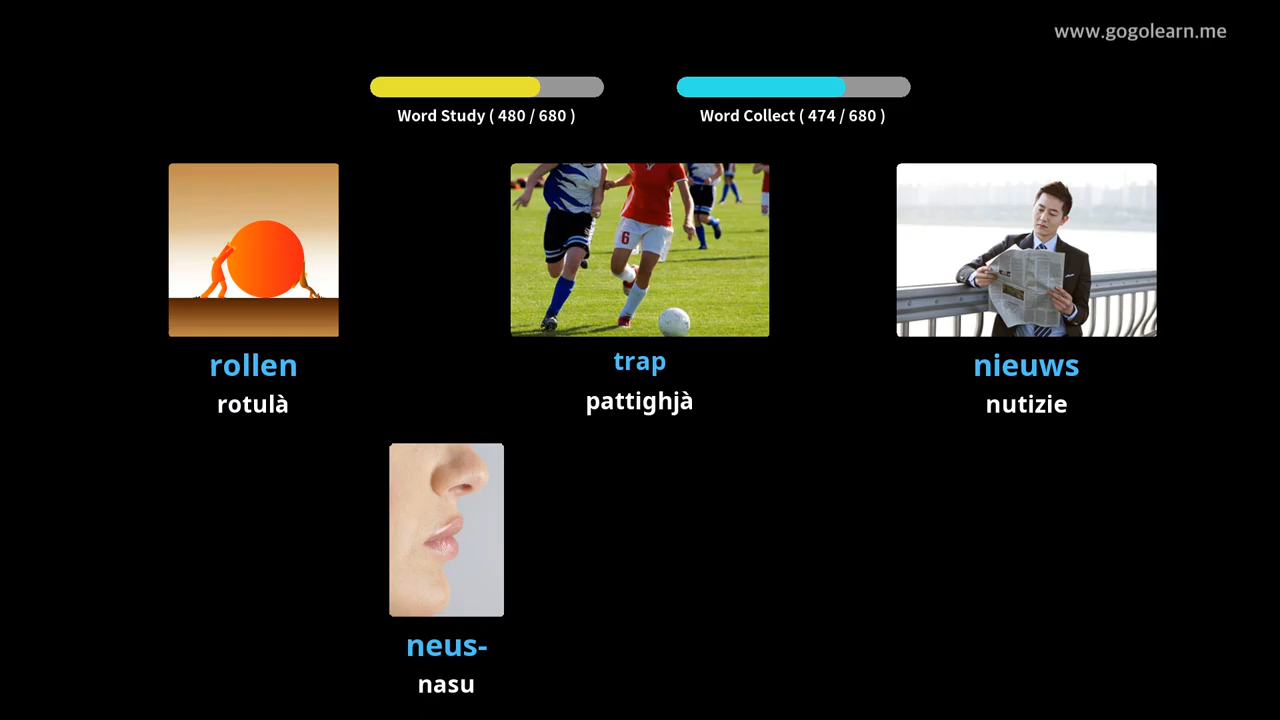 www.gogolearn.me
Word Study ( 480 / 680 )
Word Collect ( 474 / 680 )
rollen
rotulà
trap
pattighjà
nieuws
nutizie
neus-
nasu